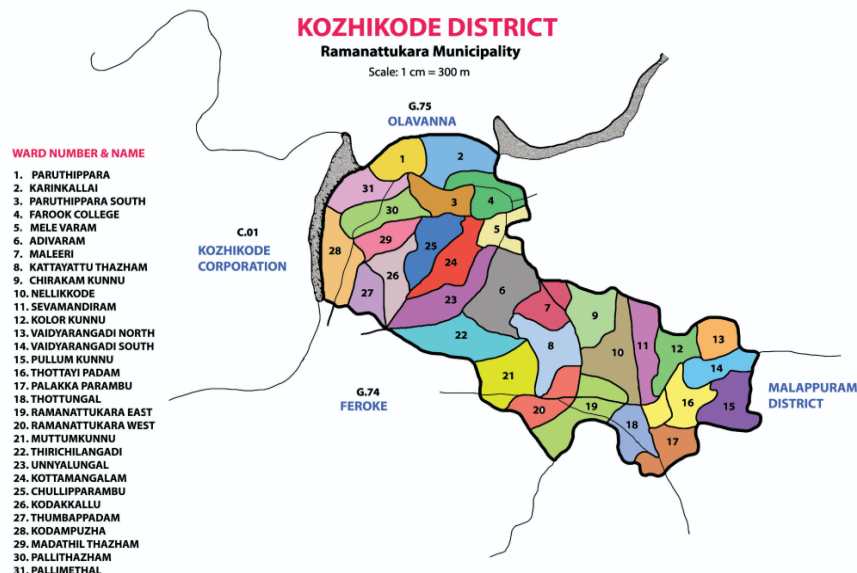 KOZHIKODE DISTRICT
Ramanattukara Municipality
Scale: 1 cm = 300 m
G.75
OLAVANNA
WARD NUMBER & NAME
1. PARUTHIPPARA
2. KARINKALLAI
3. PARUTHIPPARA SOUTH
4. FAROOK COLLEGE
5. MELE VARAM
6. ADIVARAM
7. MALEERI
8. KATTAYATTU THAZHAM
9. CHIRAKAM KUNNU
10. NELLIKKODE
11. SEVAMANDIRAM
12. KOLOR KUNNU
13. VAIDYARANGADI NORTH
14. VAIDYARANGADI SOUTH
15. PULLUM KUNNU
16. THOTTAYI PADAM
17. PALAKKA PARAMBU
18. THOTTUNGAL
19. RAMANATTUKARA EAST
20. RAMANATTUKARA WEST
21. MUTTUMKUNNU
22. THIRICHILANGADI
23. UNNYALUNGAL
24. KOTTAMANGALAM
25. CHULLIPPARAMBU
26. KODAKKALLU
27. THUMBAPPADAM
28. KODAMPUZHA
29. MADATHIL THAZHAM
30. PALLITHAZHAM
31. PALLIMETHAL
C.01
KOZHIKODE
CORPORATION
1
2
31
3
4
30
5
29
25
28
24
26
27
23
6
7
9
22
8
10
11
12
13
14
21
16
15
20
19
18
17
G.74
FEROKE
MALAPPURAM
DISTRICT